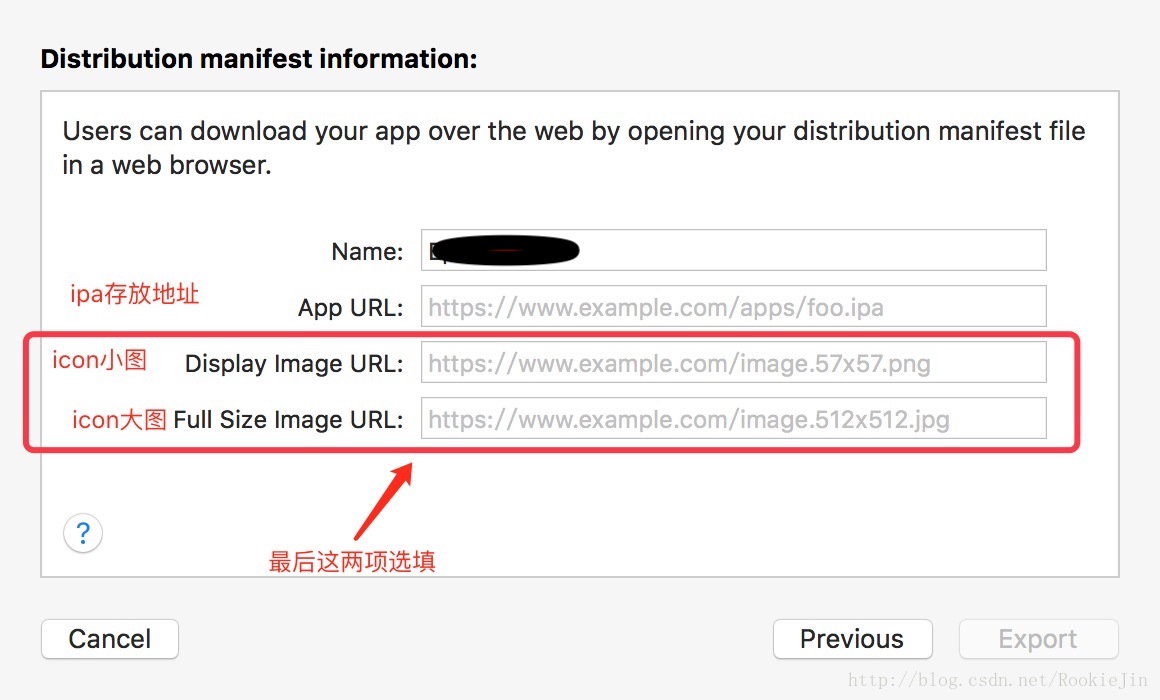 Distribution manifest information:
Users can download your app over the web by opening your distribution manifest file
in a web browser.
Name:
ipa存放地址
App URL: https://www.example.com/apps/foo.ipa
icon小图 Display Image URL: https://www.example.com/image.57x57.png
icon大图 Full Size Image URL: https://www.example.com/image.512x512.jpg
?
最后这两项选填
Cancel Previous Export
http://blog.csdn.net/RookieJin